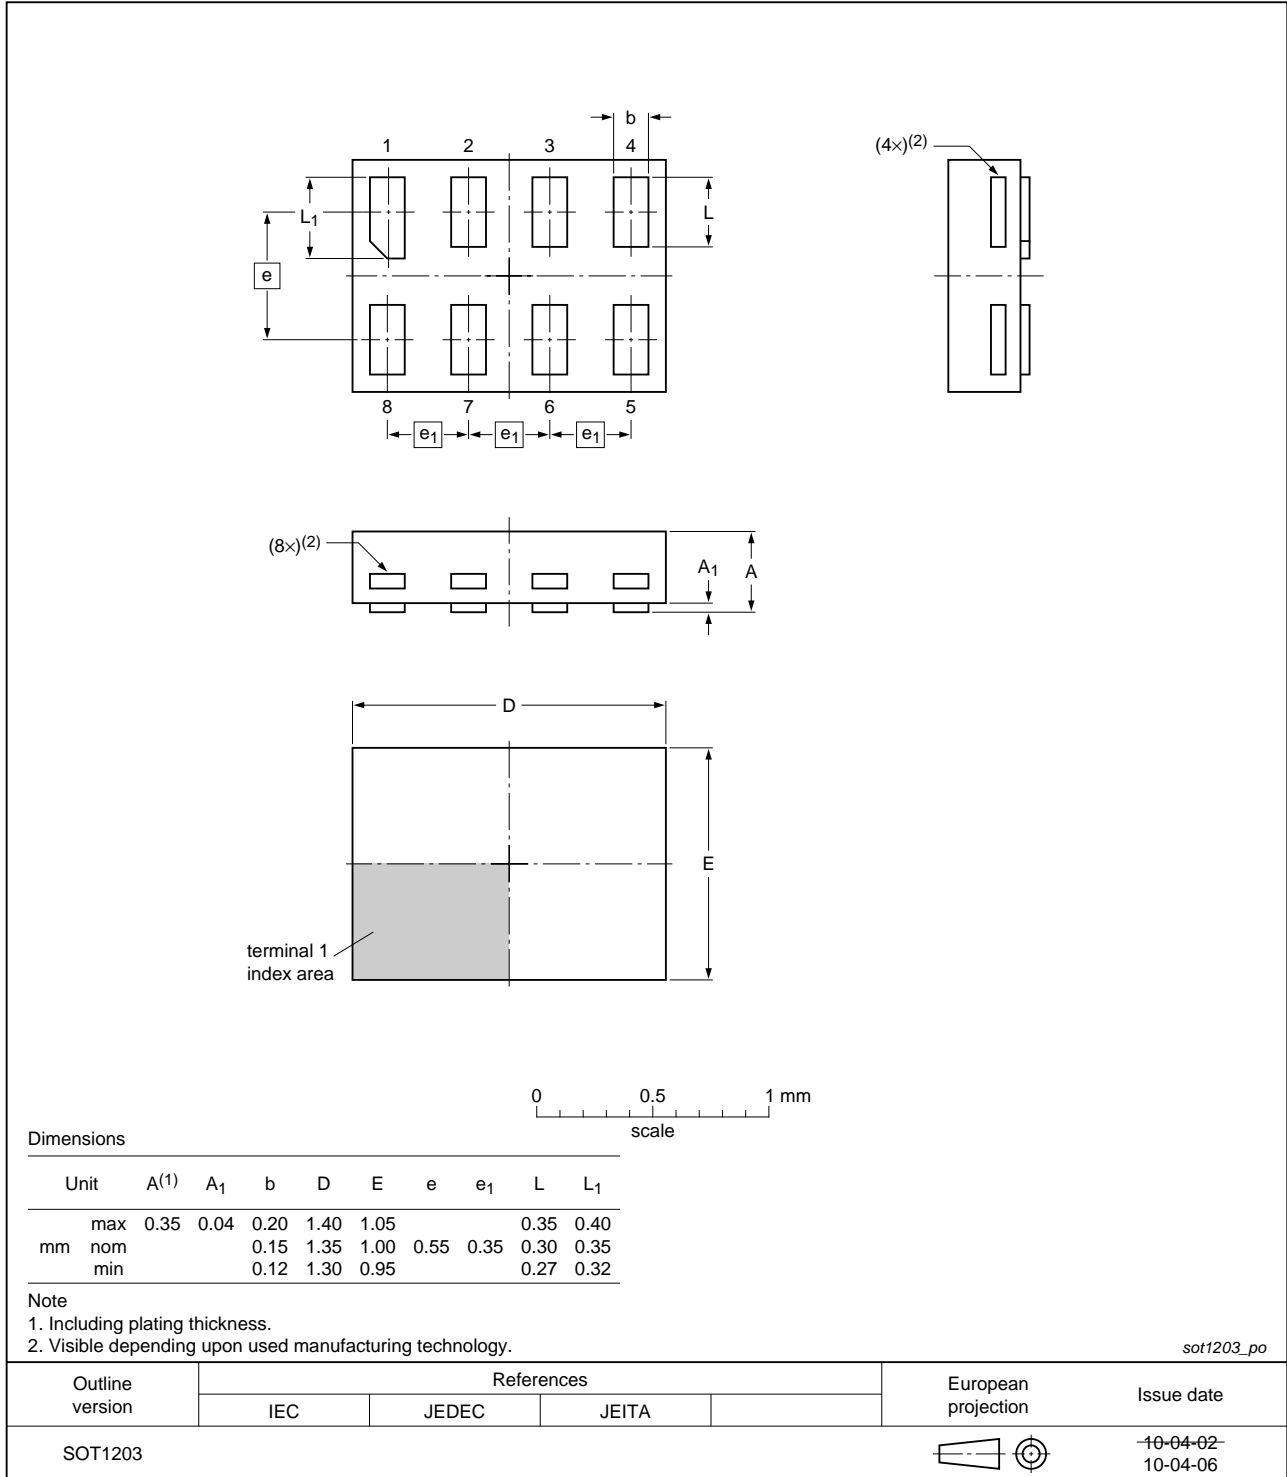 b
1 2 3 4
(4×)(2)
L1
L
e
8 7 6 5
e1 e1 e1
(8×)(2)
A1
A
D
E
terminal 1
index area
0 0.5 1 mm
scale
Dimensions
Unit A(1) A1 b D E e e1 L L1
max 0.35 0.04 0.20 1.40 1.05 0.35 0.40
mm nom 0.15 1.35 1.00 0.55 0.35 0.30 0.35
min 0.12 1.30 0.95 0.27 0.32
Note
1. Including plating thickness.
2. Visible depending upon used manufacturing technology.
sot1203_po
Outline
version
References
IEC JEDEC JEITA
European
projection
Issue date
SOT1203
10-04-02
10-04-06